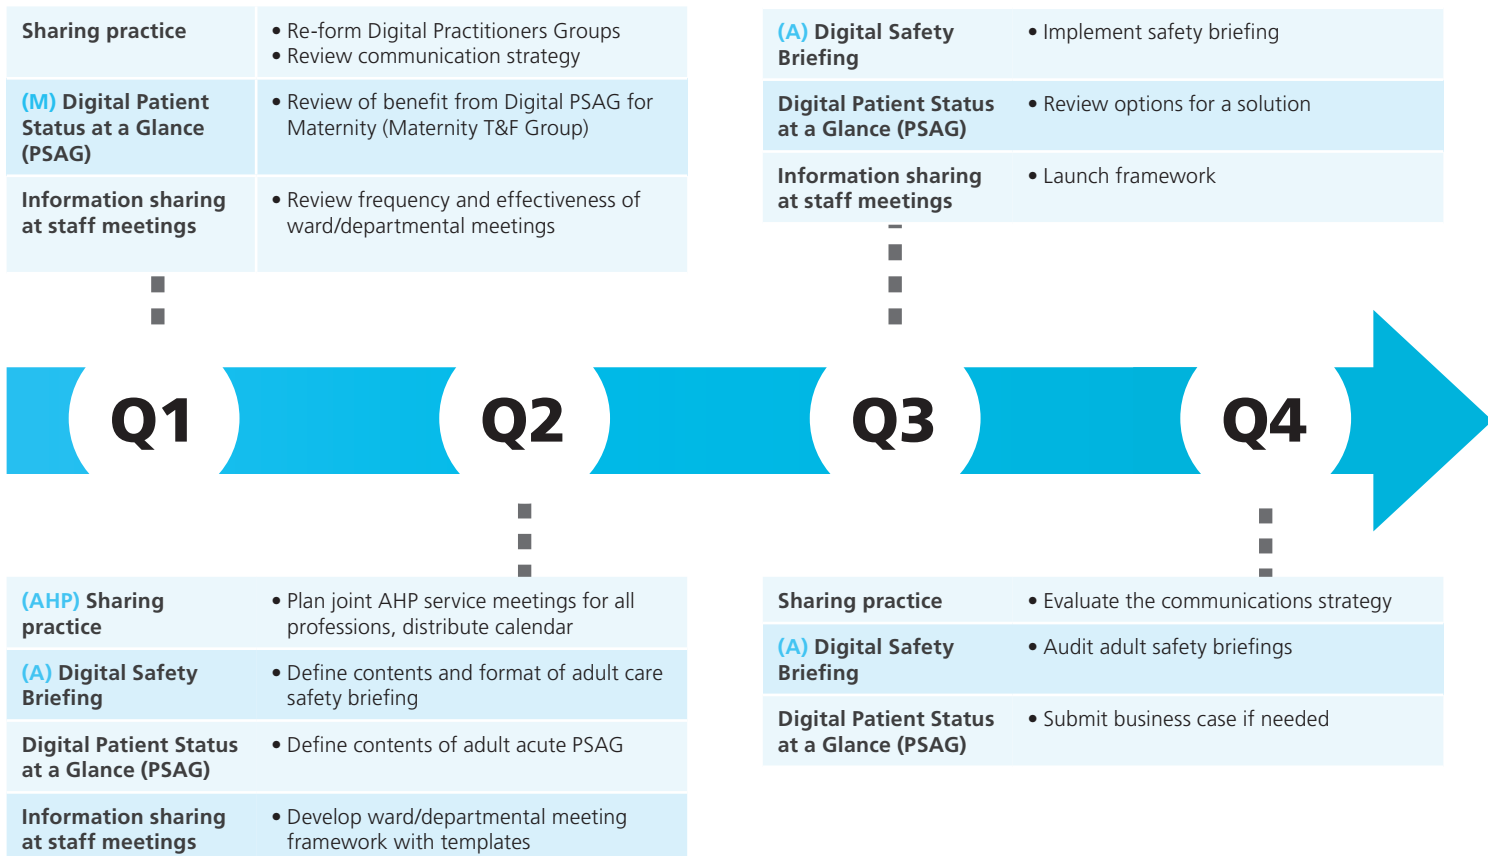 Sharing practice
• Re-form Digital Practitioners Groups
• Review communication strategy
(M) Digital Patient
Status at a Glance
(PSAG)
• Review of benefit from Digital PSAG for
Maternity (Maternity T&F Group)
Information sharing
at staff meetings
• Review frequency and effectiveness of
ward/departmental meetings
(A) Digital Safety
Briefing
• Implement safety briefing
Digital Patient Status
at a Glance (PSAG)
• Review options for a solution
Information sharing
at staff meetings
• Launch framework
Q1
Q2
Q3
Q4
(AHP) Sharing
practice
• Plan joint AHP service meetings for all
professions, distribute calendar
(A) Digital Safety
Briefing
• Define contents and format of adult care
safety briefing
Digital Patient Status
at a Glance (PSAG)
• Define contents of adult acute PSAG
Information sharing
at staff meetings
• Develop ward/departmental meeting
framework with templates
Sharing practice
• Evaluate the communications strategy
(A) Digital Safety
Briefing
• Audit adult safety briefings
Digital Patient Status
at a Glance (PSAG)
• Submit business case if needed